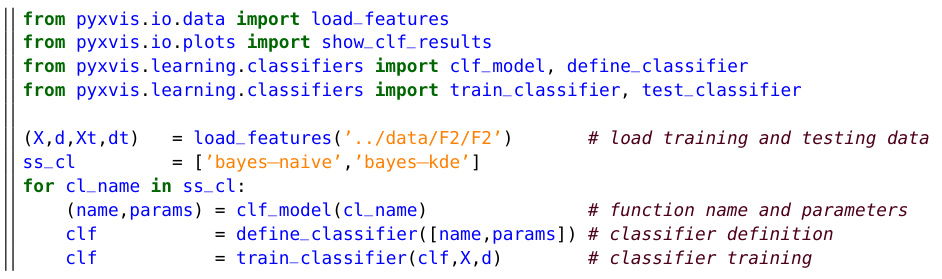 from pyxvis.io.data import load_features
from pyxvis.io.plots import show_clf_results
from pyxvis.learning.classifiers import clf_model, define_classifier
from pyxvis.learning.classifiers import train_classifier, test_classifier

(X,d,Xt,dt)   = load_features('../data/F2/F2')       # load training and testing data
ss_cl         = ['bayes-naive','bayes-kde']
for cl_name in ss_cl:
    (name,params) = clf_model(cl_name)               # function name and parameters
    clf           = define_classifier([name,params]) # classifier definition
    clf           = train_classifier(clf,X,d)        # classifier training